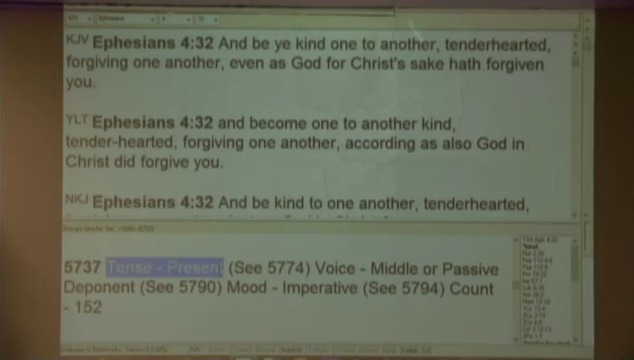 KJV Ephesians 4:32 And be ye kind one to another, tenderhearted,
forgiving one another, even as God for Christ's sake hath forgiven
you.
YLT Ephesians 4:32 and become one to another kind,
tender-hearted, forgiving one another, according as also God in
Christ did forgive you.
NKJ Ephesians 4:32 And be kind to one another, tenderhearted,
5737 Tense - Present (See 5774) Voice - Middle or Passive
Deponent (See 5790) Mood - Imperative (See 5794) Count
- 152